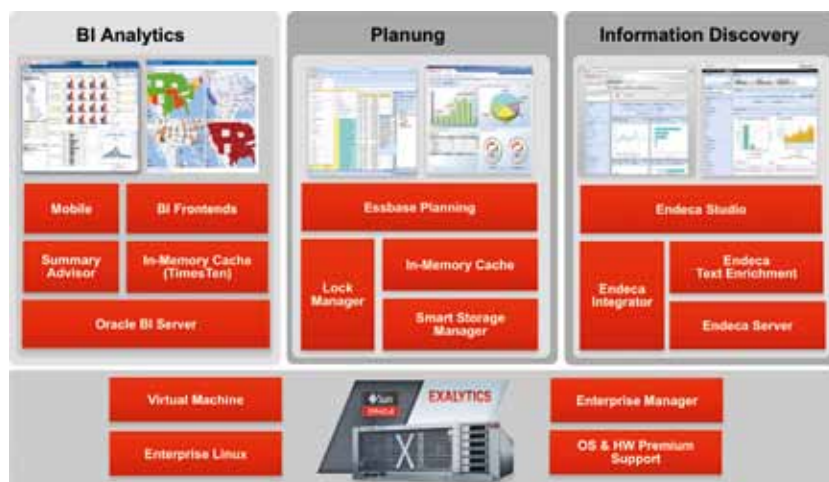 BI Analytics
Planung
Information Discovery
Mobile
BI Frontends
Summary
Advisor
In-Memory Cache
(TimesTen)
Oracle BI Server
Essbase Planning
Lock
Manager
In-Memory Cache
Smart Storage
Manager
Endeca Studio
Endeca
Integrator
Endeca
Text Enrichment
Endeca Server
Virtual Machine
Enterprise Linux
Sun
ORACLE
EXALYTICS
X
Enterprise Manager
OS & HW Premium
Support